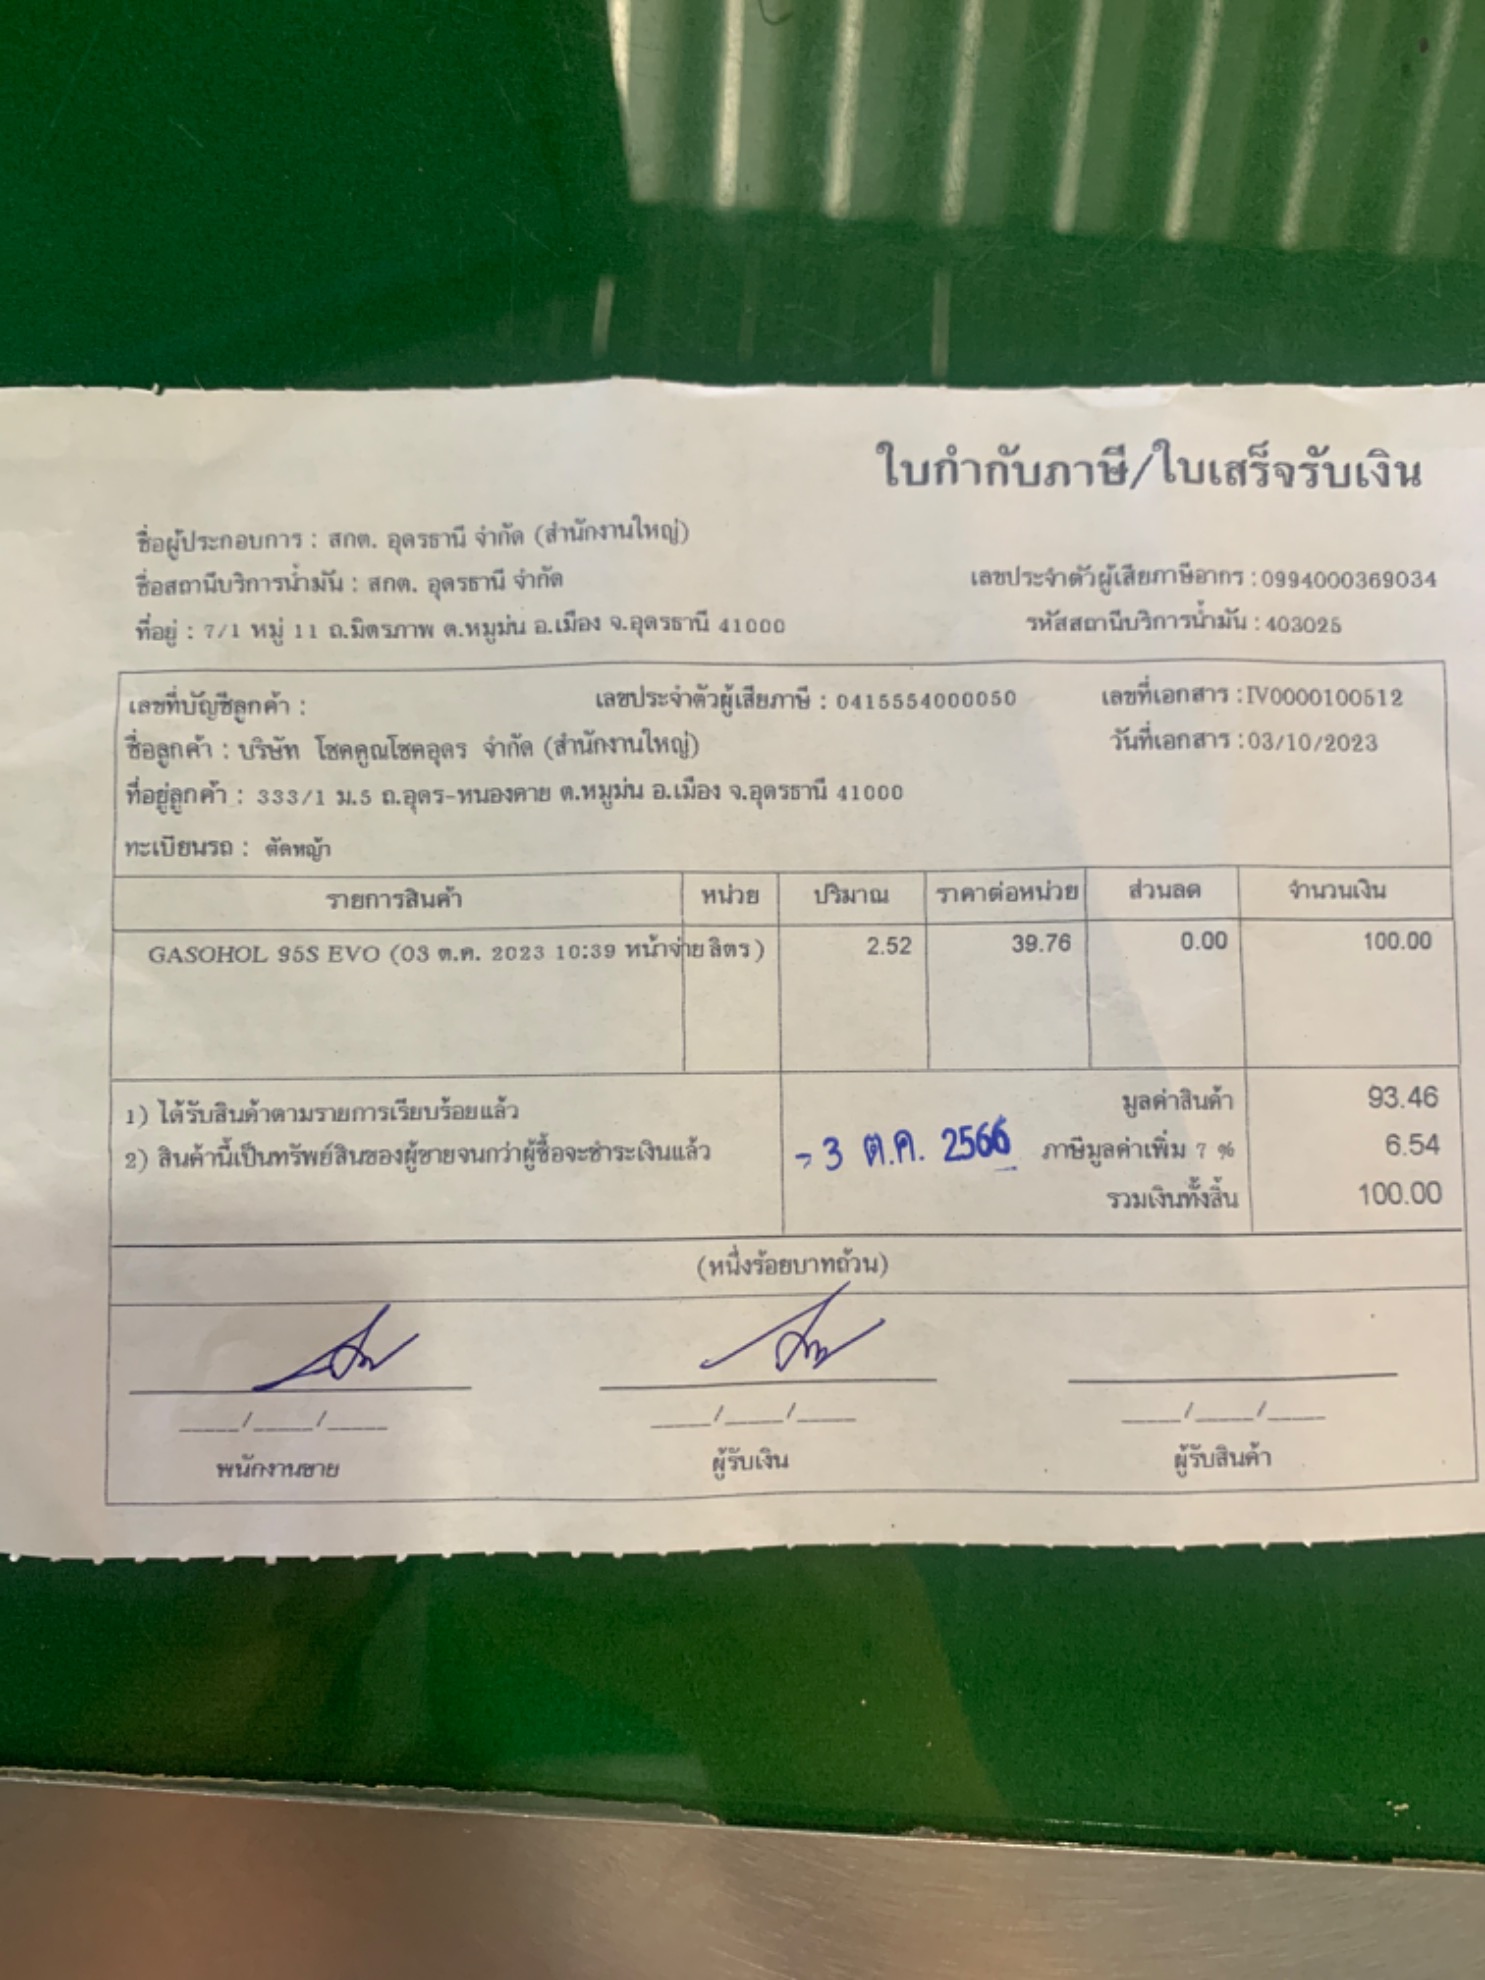 ใบกำกับภาษี/ใบเสร็จรับเงิน
ชื่อผู้ประกอบการ : สกต. อุดรธานี จำกัด (สำนักงานใหญ่)
ชื่อสถานีบริการน้ำมัน : สกต. อุดรธานี จำกัด เลขประจำตัวผู้เสียภาษีอากร : 0994000369034
ที่อยู่ : 7/1 หมู่ 11 ถ.มิตรภาพ ต.หมูม่น อ.เมือง จ.อุดรธานี 41000 รหัสสถานีบริการน้ำมัน : 403025
เลขที่บัญชีลูกค้า : เลขประจำตัวผู้เสียภาษี : 0415554000050 เลขที่เอกสาร : IV0000100512
ชื่อลูกค้า : บริษัท โชคคูณโชคอุดร จำกัด (สำนักงานใหญ่) วันที่เอกสาร : 03/10/2023
ที่อยู่ลูกค้า : 333/1 ม.5 ถ.อุดร-หนองคาย ต.หมูม่น อ.เมือง จ.อุดรธานี 41000
ทะเบียนรถ : ตัดหญ้า
รายการสินค้า หน่วย ปริมาณ ราคาต่อหน่วย ส่วนลด จำนวนเงิน
GASOHOL 95S EVO (03 ต.ค. 2023 10:39 หน้าจ่าย ลิตร) 2.52 39.76 0.00 100.00
1) ได้รับสินค้าตามรายการเรียบร้อยแล้ว มูลค่าสินค้า 93.46
2) สินค้านี้เป็นทรัพย์สินของผู้ขายจนกว่าผู้ซื้อจะชำระเงินแล้ว - 3 ต.ค. 2566 ภาษีมูลค่าเพิ่ม 7 % 6.54
รวมเงินทั้งสิ้น 100.00
(หนึ่งร้อยบาทถ้วน)
____/____/____ ____/____/____ ____/____/____
พนักงานขาย ผู้รับเงิน ผู้รับสินค้า